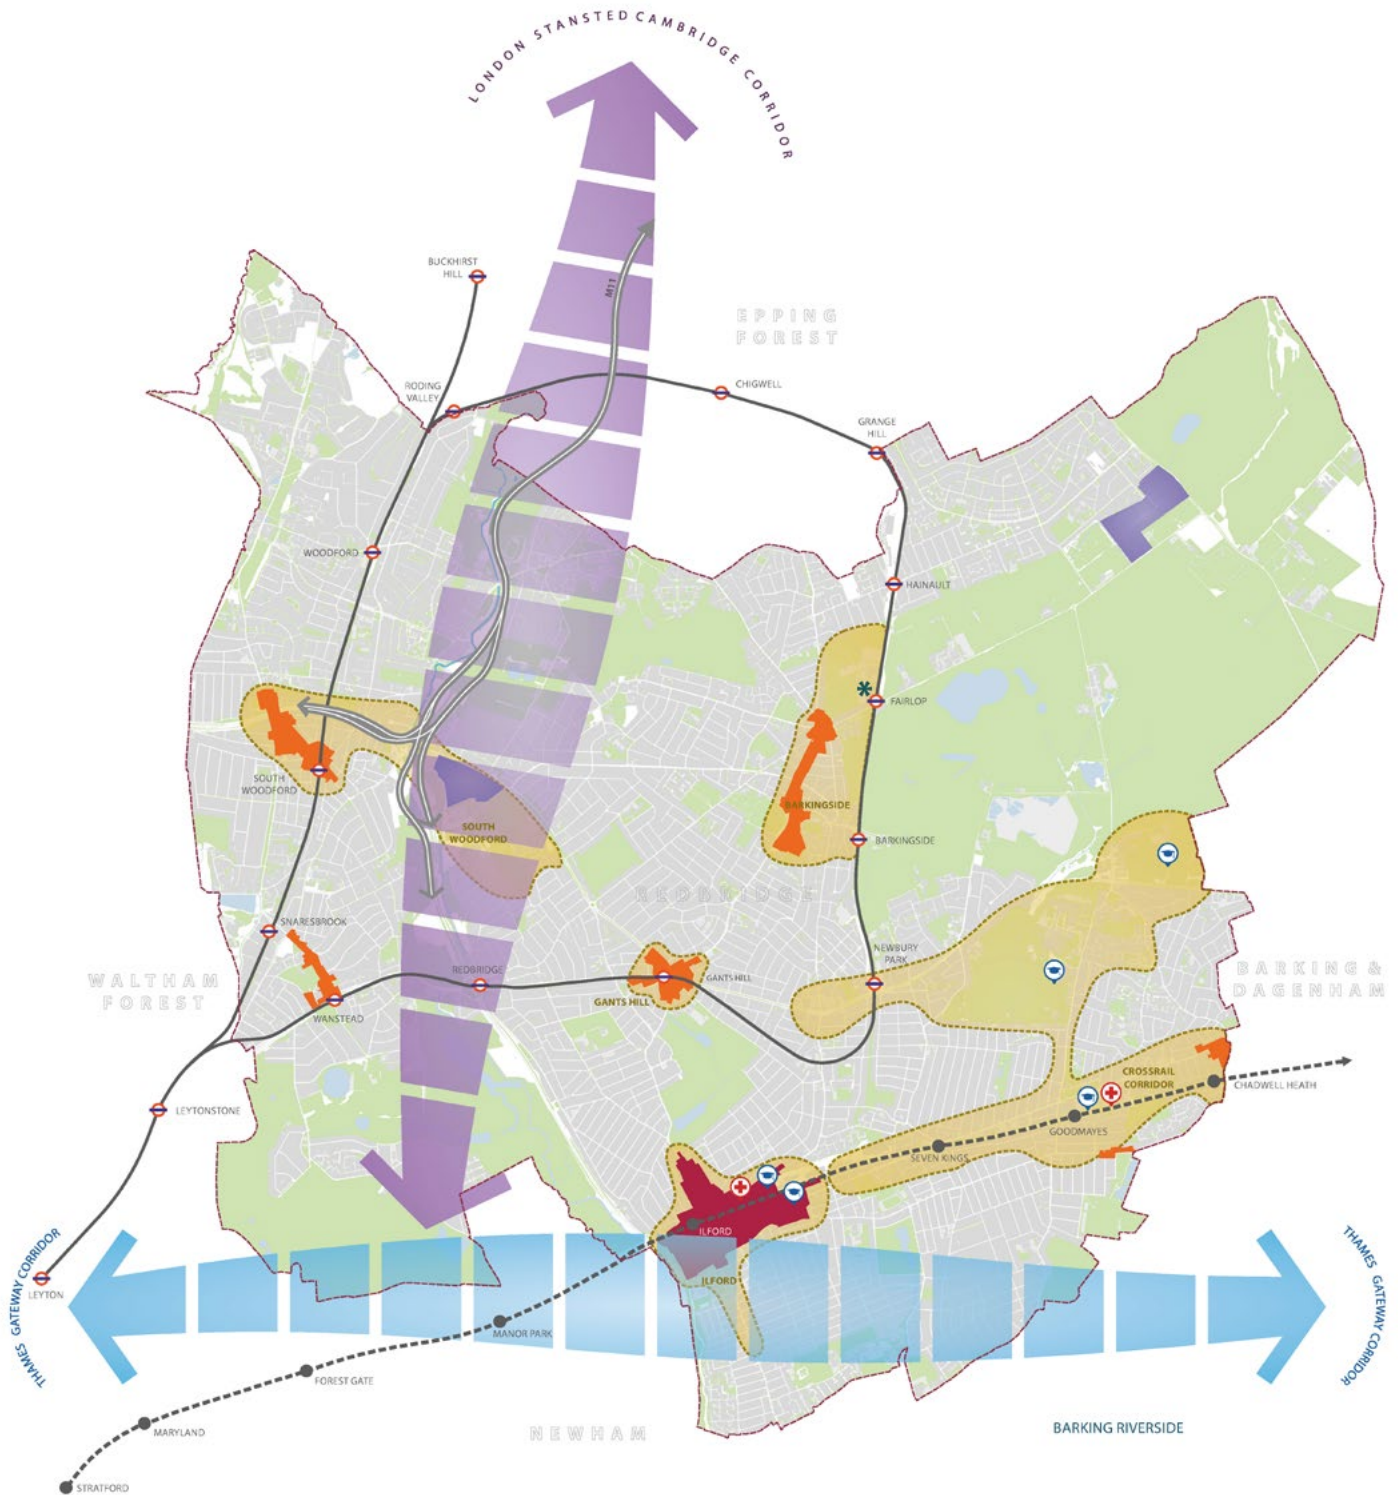 LONDON STANSTED CAMBRIDGE CORRIDOR
BUCKHIRST
HILL
M11
EPPING
FOREST
RODING
VALLEY
CHIGWELL
GRANGE
HILL
WOODFORD
HAINAULT
FAIRLOP
SOUTH
WOODFORD
BARKINGSIDE
SOUTH
WOODFORD
BARKINGSIDE
REDBRIDGE
SNARESBROOK
NEWBURY
PARK
WALTHAM
FOREST
REDBRIDGE
GANTS HILL
BARKING &
DAGENHAM
GANTS HILL
WANSTEAD
CROSSRAIL
CORRIDOR
CHADWELL HEATH
LEYTONSTONE
GOODMAYES
SEVEN KINGS
ILFORD
THAMES GATEWAY CORRIDOR
THAMES GATEWAY CORRIDOR
ILFORD
LEYTON
MANOR PARK
FOREST GATE
MARYLAND
NEWHAM
BARKING RIVERSIDE
STRATFORD